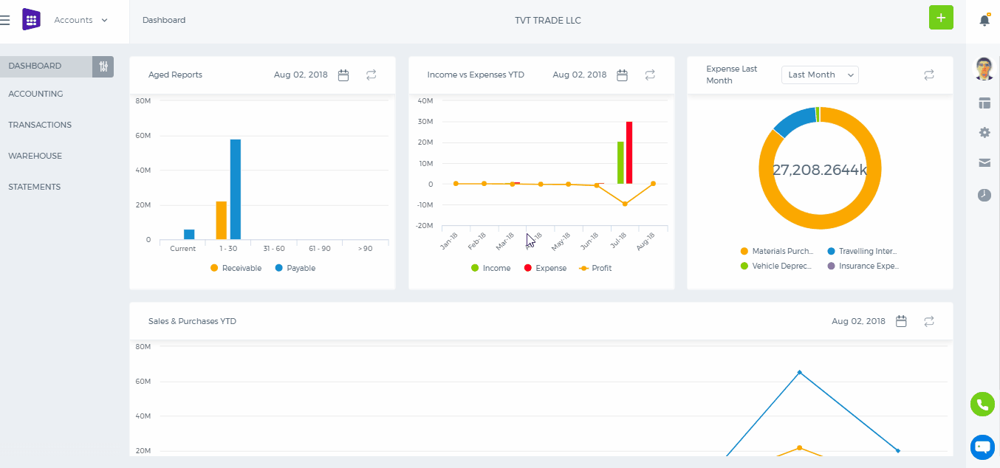 Accounts
Dashboard
TVT TRADE LLC
DASHBOARD
ACCOUNTING
TRANSACTIONS
WAREHOUSE
STATEMENTS
Aged Reports
Aug 02, 2018
80M
60M
40M
20M
0
Current
1 - 30
31 - 60
61 - 90
> 90
Receivable
Payable
Income vs Expenses YTD
Aug 02, 2018
40M
30M
20M
10M
0
-10M
-20M
Jan-18
Feb-18
Mar-18
May-18
Jun-18
Jul-18
Aug-18
Income
Expense
Profit
Expense Last
Month
Last Month
27,208.2644k
Materials Purch...
Travelling Inter...
Vehicle Deprec...
Insurance Expe...
Sales & Purchases YTD
Aug 02, 2018
80M
60M
40M
20M